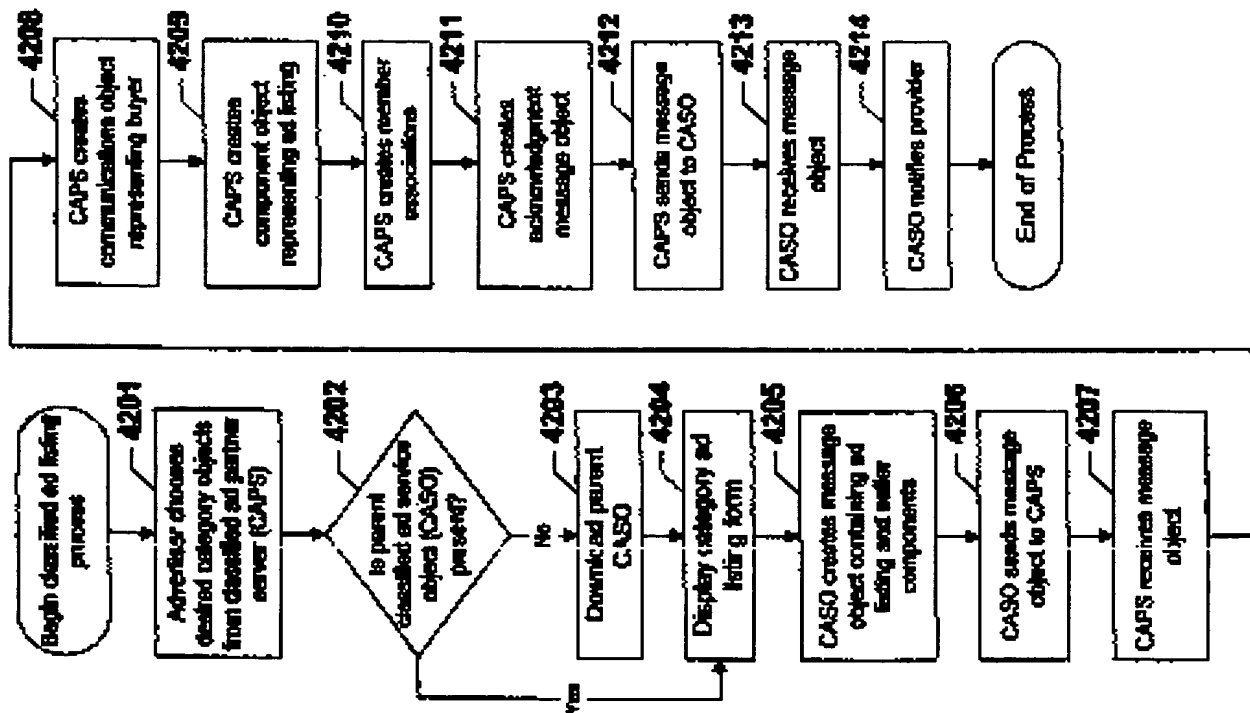 Begin classified ad listing
process
4201
Advertiser chooses
desired category objects
from classified ad partner
server (CAPS)
4202
Is parent
classified ad service
object (CASO)
present?
Yes
No
4203
Download parent
CASO
4204
Display category ad
listing form
4205
CASO creates message
object containing ad
listing and seller
components
4206
CASO sends message
object to CAPS
4207
CAPS receives message
object
4208
CAPS creates
communications object
representing buyer
4209
CAPS creates
component object
representing ad listing
4210
CAPS creates member
associations
4211
CAPS creates
acknowledgment
message object
4212
CAPS sends message
object to CASO
4213
CASO receives message
object
4214
CASO notifies provider
End of Process